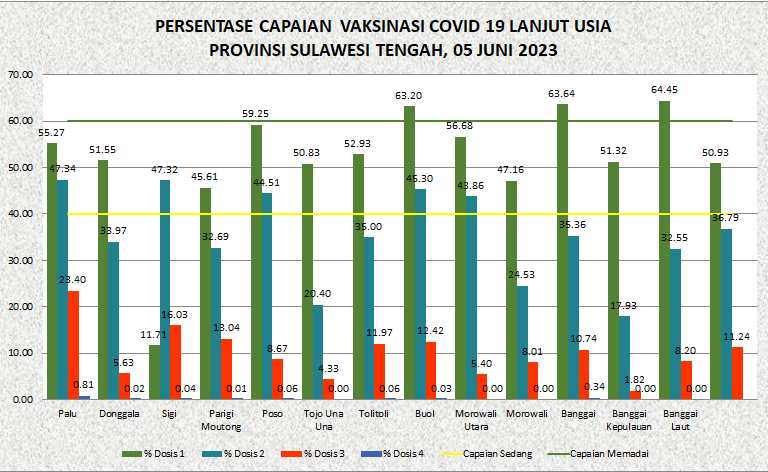 PERSENTASE CAPAIAN VAKSINASI COVID 19 LANJUT USIA
PROVINSI SULAWESI TENGAH, 05 JUNI 2023
70.00
60.00
50.00
40.00
30.00
20.00
10.00
0.00
55.27 47.34 23.40 0.81
51.55 33.97 5.63 0.02
11.71 47.32 16.03 0.04
45.61 32.69 13.04 0.01
59.25 44.51 8.67 0.06
50.83 20.40 4.33 0.00
52.93 35.00 11.97 0.06
63.20 45.30 12.42 0.03
56.68 43.86 5.40 0.00
47.16 24.53 8.01 0.00
63.64 35.36 10.74 0.34
51.32 17.93 1.82 0.00
64.45 32.55 8.20 0.00
50.93 36.79 11.24
Palu
Donggala
Sigi
Parigi
Moutong
Poso
Tojo Una
Una
Tolitoli
Buol
Morowali
Utara
Morowali
Banggai
Banggai
Kepulauan
Banggai
Laut
% Dosis 1 % Dosis 2 % Dosis 3 % Dosis 4 Capaian Sedang Capaian Memadai